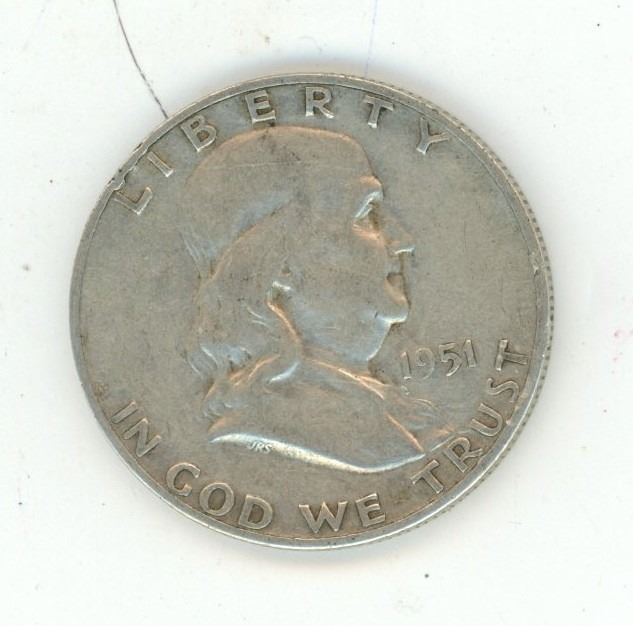 LIBERTY
1951
JRS
IN GOD WE TRUST